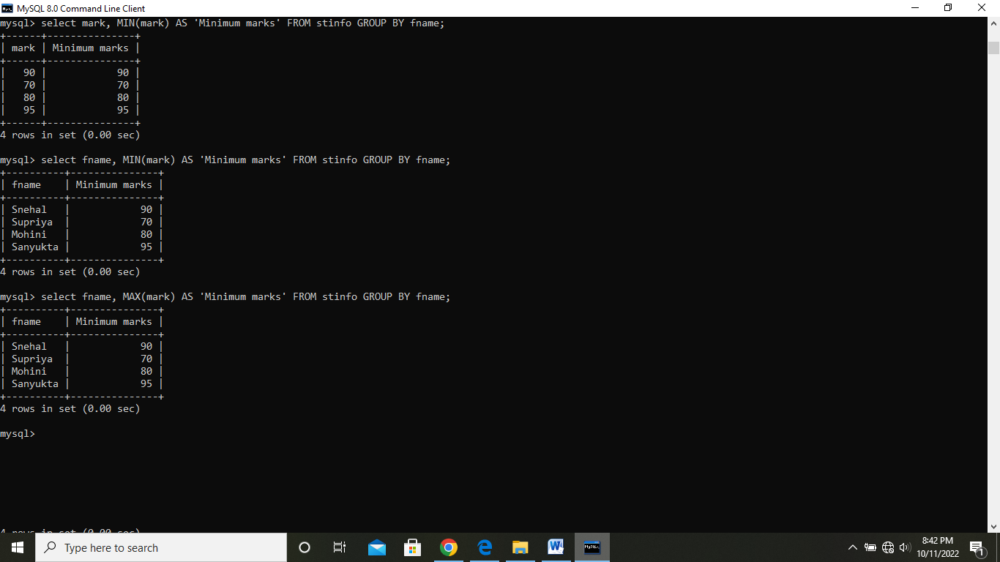 MySQL 8.0 Command Line Client
mysql> select mark, MIN(mark) AS 'Minimum marks' FROM stinfo GROUP BY fname;
+------+---------------+
| mark | Minimum marks |
+------+---------------+
|   90 |            90 |
|   70 |            70 |
|   80 |            80 |
|   95 |            95 |
+------+---------------+
4 rows in set (0.00 sec)
mysql> select fname, MIN(mark) AS 'Minimum marks' FROM stinfo GROUP BY fname;
+----------+---------------+
| fname    | Minimum marks |
+----------+---------------+
| Snehal   |            90 |
| Supriya  |            70 |
| Mohini   |            80 |
| Sanyukta |            95 |
+----------+---------------+
4 rows in set (0.00 sec)
mysql> select fname, MAX(mark) AS 'Minimum marks' FROM stinfo GROUP BY fname;
+----------+---------------+
| fname    | Minimum marks |
+----------+---------------+
| Snehal   |            90 |
| Supriya  |            70 |
| Mohini   |            80 |
| Sanyukta |            95 |
+----------+---------------+
4 rows in set (0.00 sec)
mysql>
4 rows in set (0.00 sec)
Type here to search
8:42 PM
10/11/2022
1